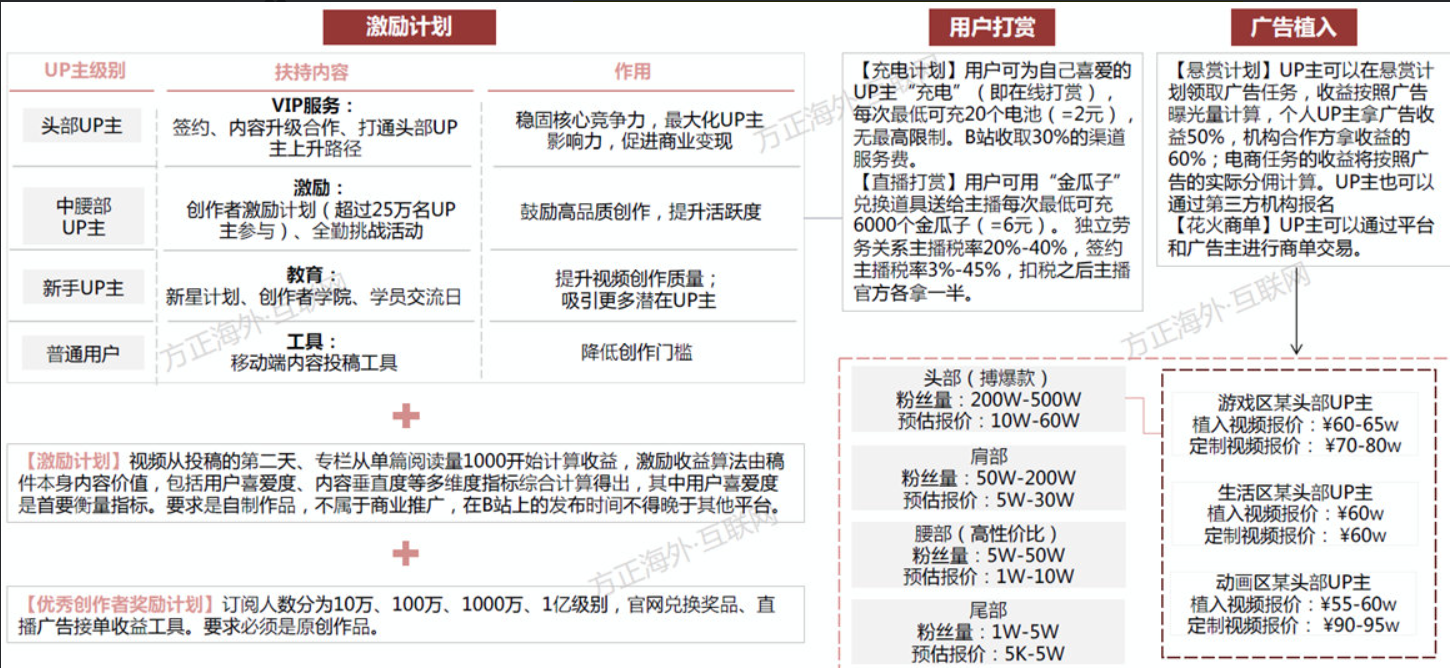 激励计划
UP主级别 扶持内容 作用
头部UP主
VIP服务：
签约、内容升级合作、打通头部UP
主上升路径
稳固核心竞争力，最大化UP主
影响力，促进商业变现
中腰部
UP主
激励：
创作者激励计划（超过25万名UP
主参与）、全勤挑战活动
鼓励高品质创作，提升活跃度
新手UP主
教育：
新星计划、创作者学院、学员交流日
提升视频创作质量；
吸引更多潜在UP主
普通用户
工具：
移动端内容投稿工具
降低创作门槛
【激励计划】视频从投稿的第二天、专栏从单篇阅读量1000开始计算收益，激励收益算法由稿
件本身内容价值，包括用户喜爱度、内容垂直度等多维度指标综合计算得出，其中用户喜爱度
是首要衡量指标。要求是自制作品，不属于商业推广，在B站上的发布时间不得晚于其他平台。
【优秀创作者奖励计划】订阅人数分为10万、100万、1000万、1亿级别，官网兑换奖品、直
播广告接单收益工具。要求必须是原创作品。
用户打赏
【充电计划】用户可为自己喜爱的
UP主“充电”（即在线打赏），
每次最低可充20个电池（=2元），
无最高限制。B站收取30%的渠道
服务费。
【直播打赏】用户可用“金瓜子”
兑换道具送给主播每次最低可充
6000个金瓜子（=6元）。 独立劳
务关系主播税率20%-40%，签约
主播税率3%-45%，扣税之后主播
官方各拿一半。
广告植入
【悬赏计划】UP主可以在悬赏计
划领取广告任务，收益按照广告
曝光量计算，个人UP主拿广告收
益50%，机构合作方拿收益的
60%；电商任务的收益将按照广
告的实际分佣计算。UP主也可以
通过第三方机构报名
【花火商单】UP主可以通过平台
和广告主进行商单交易。
头部（搏爆款）
粉丝量：200W-500W
预估报价：10W-60W
肩部
粉丝量：50W-200W
预估报价：5W-30W
腰部（高性价比）
粉丝量：5W-50W
预估报价：1W-10W
尾部
粉丝量：1W-5W
预估报价：5K-5W
游戏区某头部UP主
植入视频报价：¥60-65w
定制视频报价：¥70-80w
生活区某头部UP主
植入视频报价：¥60w
定制视频报价： ¥60w
动画区某头部UP主
植入视频报价：¥55-60w
定制视频报价： ¥90-95w
方正海外·互联网
方正海外·互联网
方正海外·互联网
方正海外·互联网